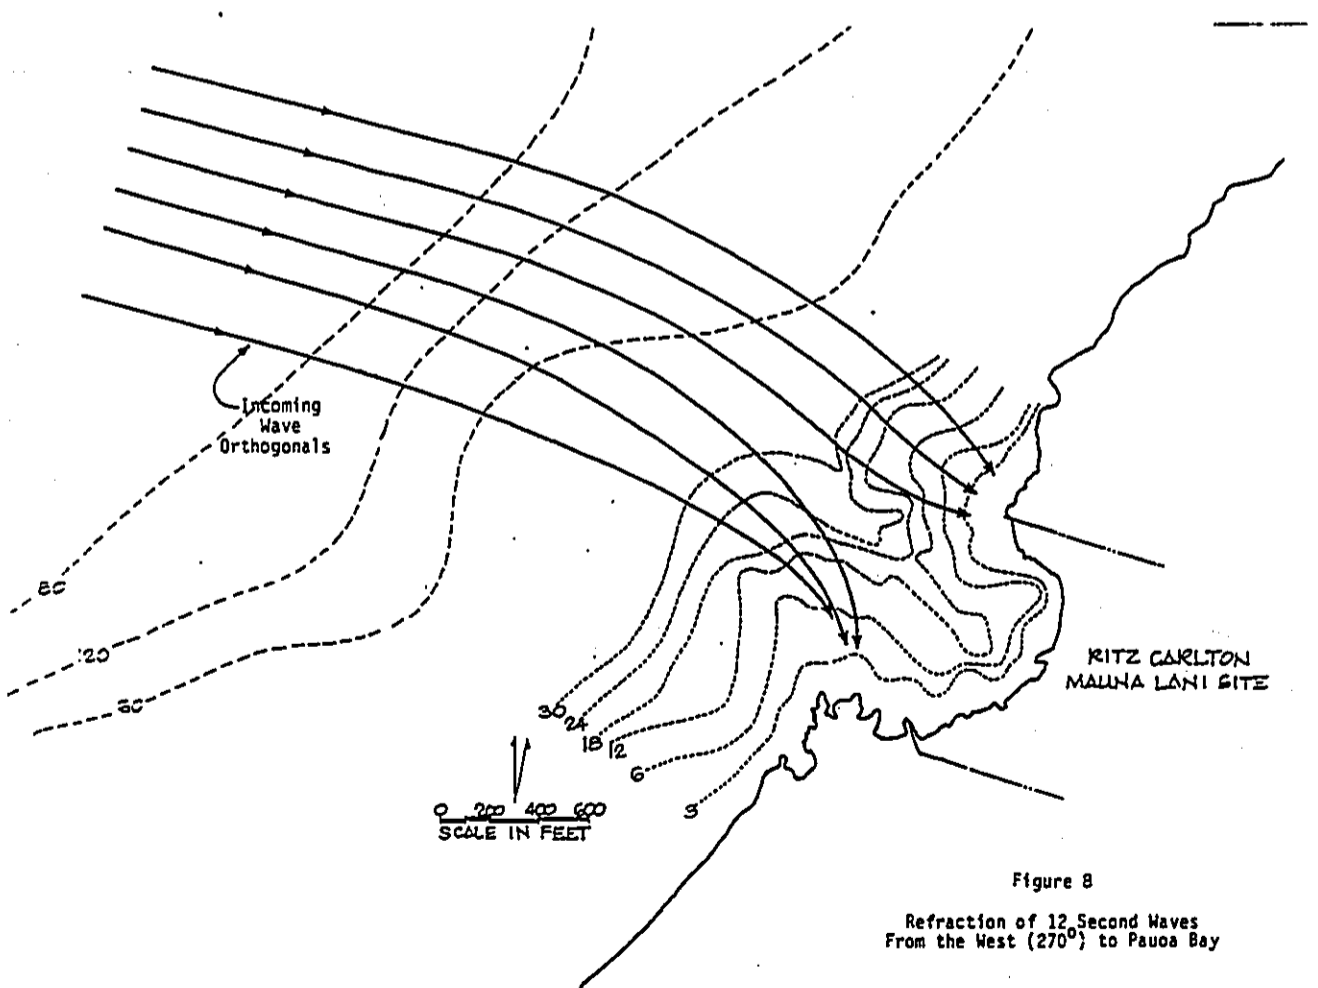 Incoming
Wave
Orthogonals
80
120
60
30
24
18
12
6
3
RITZ CARLTON
MAUNA LANI SITE
0 200 400 600
SCALE IN FEET
Figure 8
Refraction of 12 Second Waves
From the West (270°) to Pauoa Bay